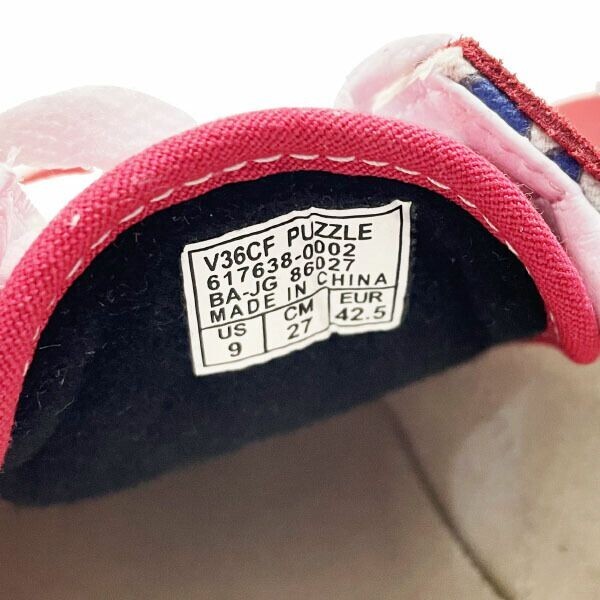 V36CF PUZZLE
617638-0002
BA-JG 86027
MADE IN CHINA
US CM EUR
9 27 42.5